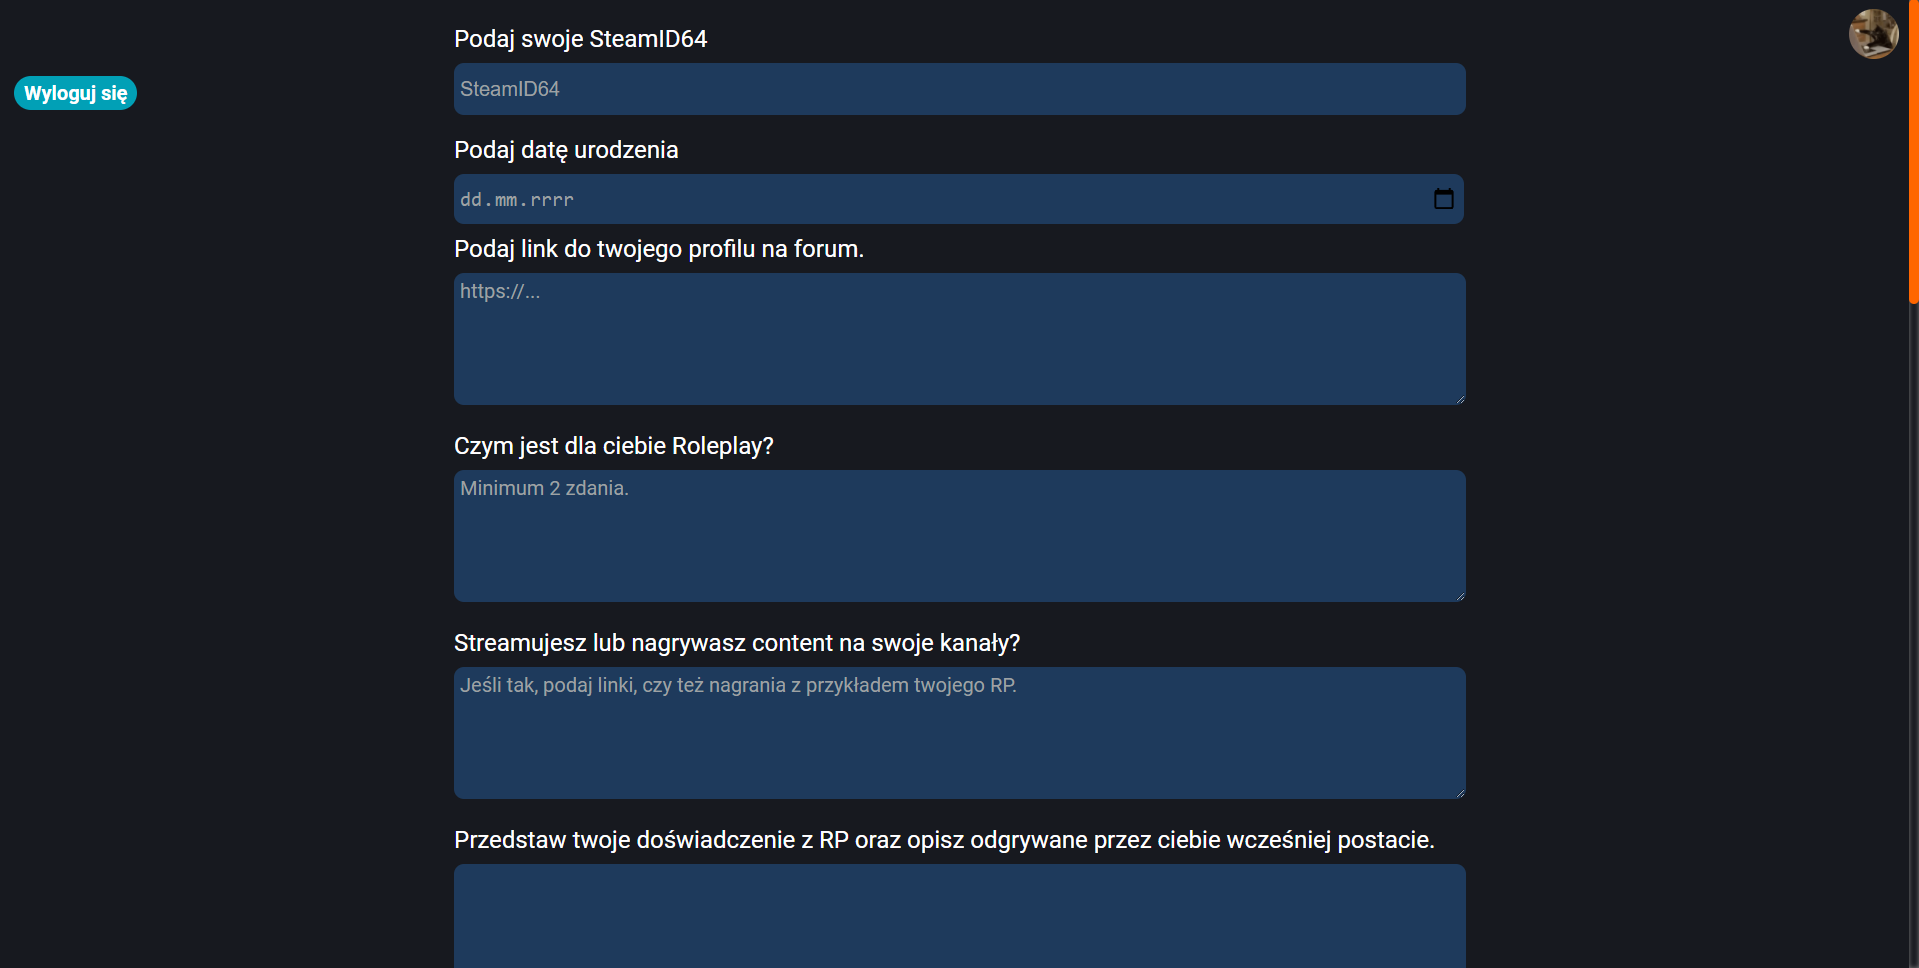 Podaj swoje SteamID64
SteamID64
Wyloguj się
Podaj datę urodzenia
dd.mm.rrrr
Podaj link do twojego profilu na forum.
https://...
Czym jest dla ciebie Roleplay?
Minimum 2 zdania.
Streamujesz lub nagrywasz content na swoje kanały?
Jeśli tak, podaj linki, czy też nagrania z przykładem twojego RP.
Przedstaw twoje doświadczenie z RP oraz opisz odgrywane przez ciebie wcześniej postacie.